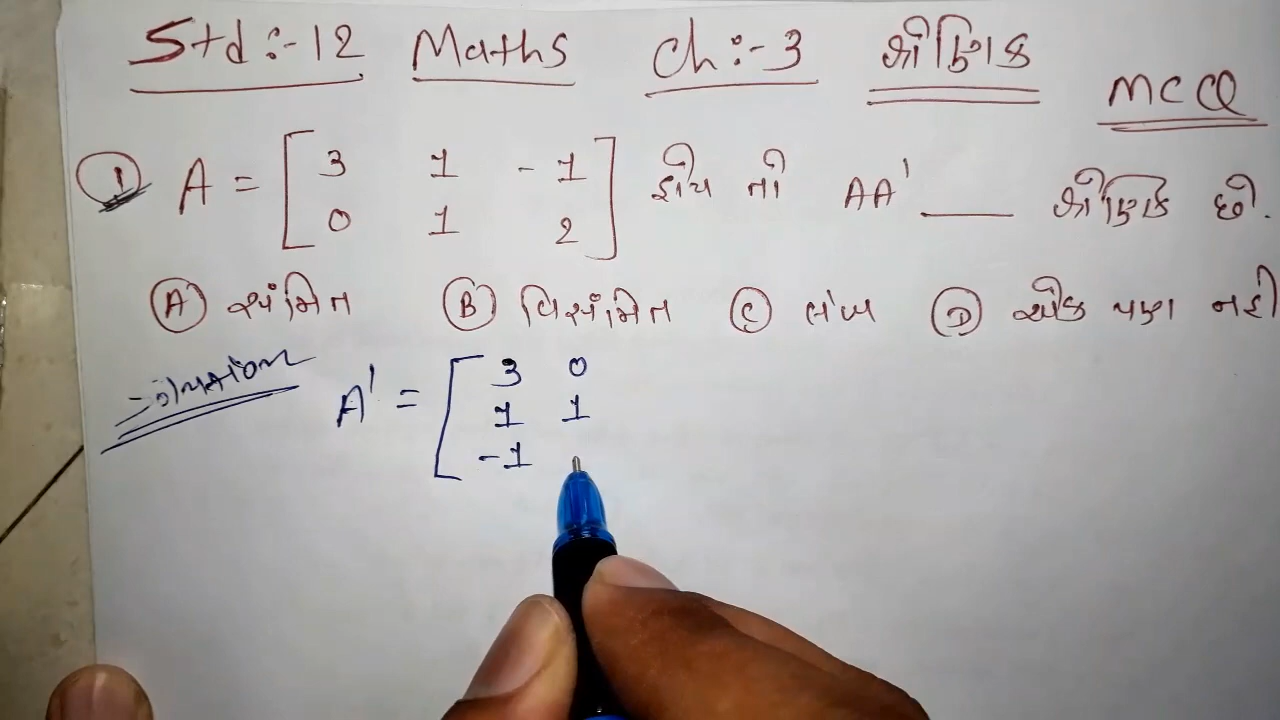 Std :- 12 Maths Ch :- 3 શ્રેણિક
MCQ
① A = [ 3 1 -1 હોય તો AA' ___ શ્રેણિક છે.
0 1 2 ]
Ⓐ સંમિત Ⓑ વિસંમિત Ⓒ લંબ Ⓓ એક પણ નહી
A' = [ 3 0
1 1
-1